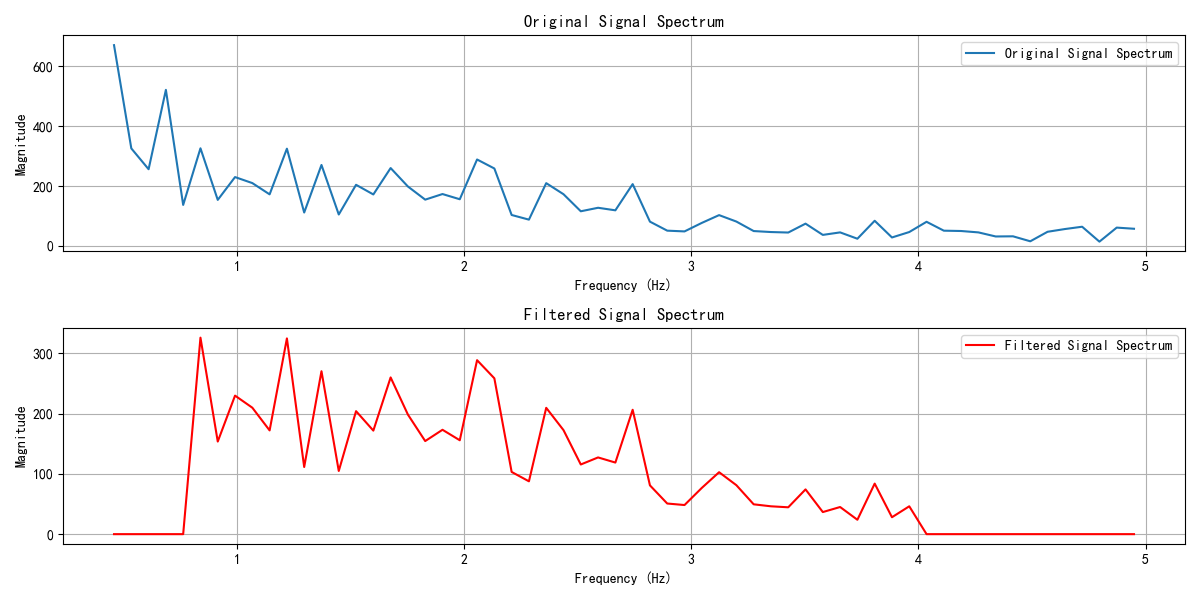 Original Signal Spectrum
Original Signal Spectrum
Magnitude
600
400
200
0
1 2 3 4 5
Frequency (Hz)
Filtered Signal Spectrum
Filtered Signal Spectrum
Magnitude
300
200
100
0
1 2 3 4 5
Frequency (Hz)